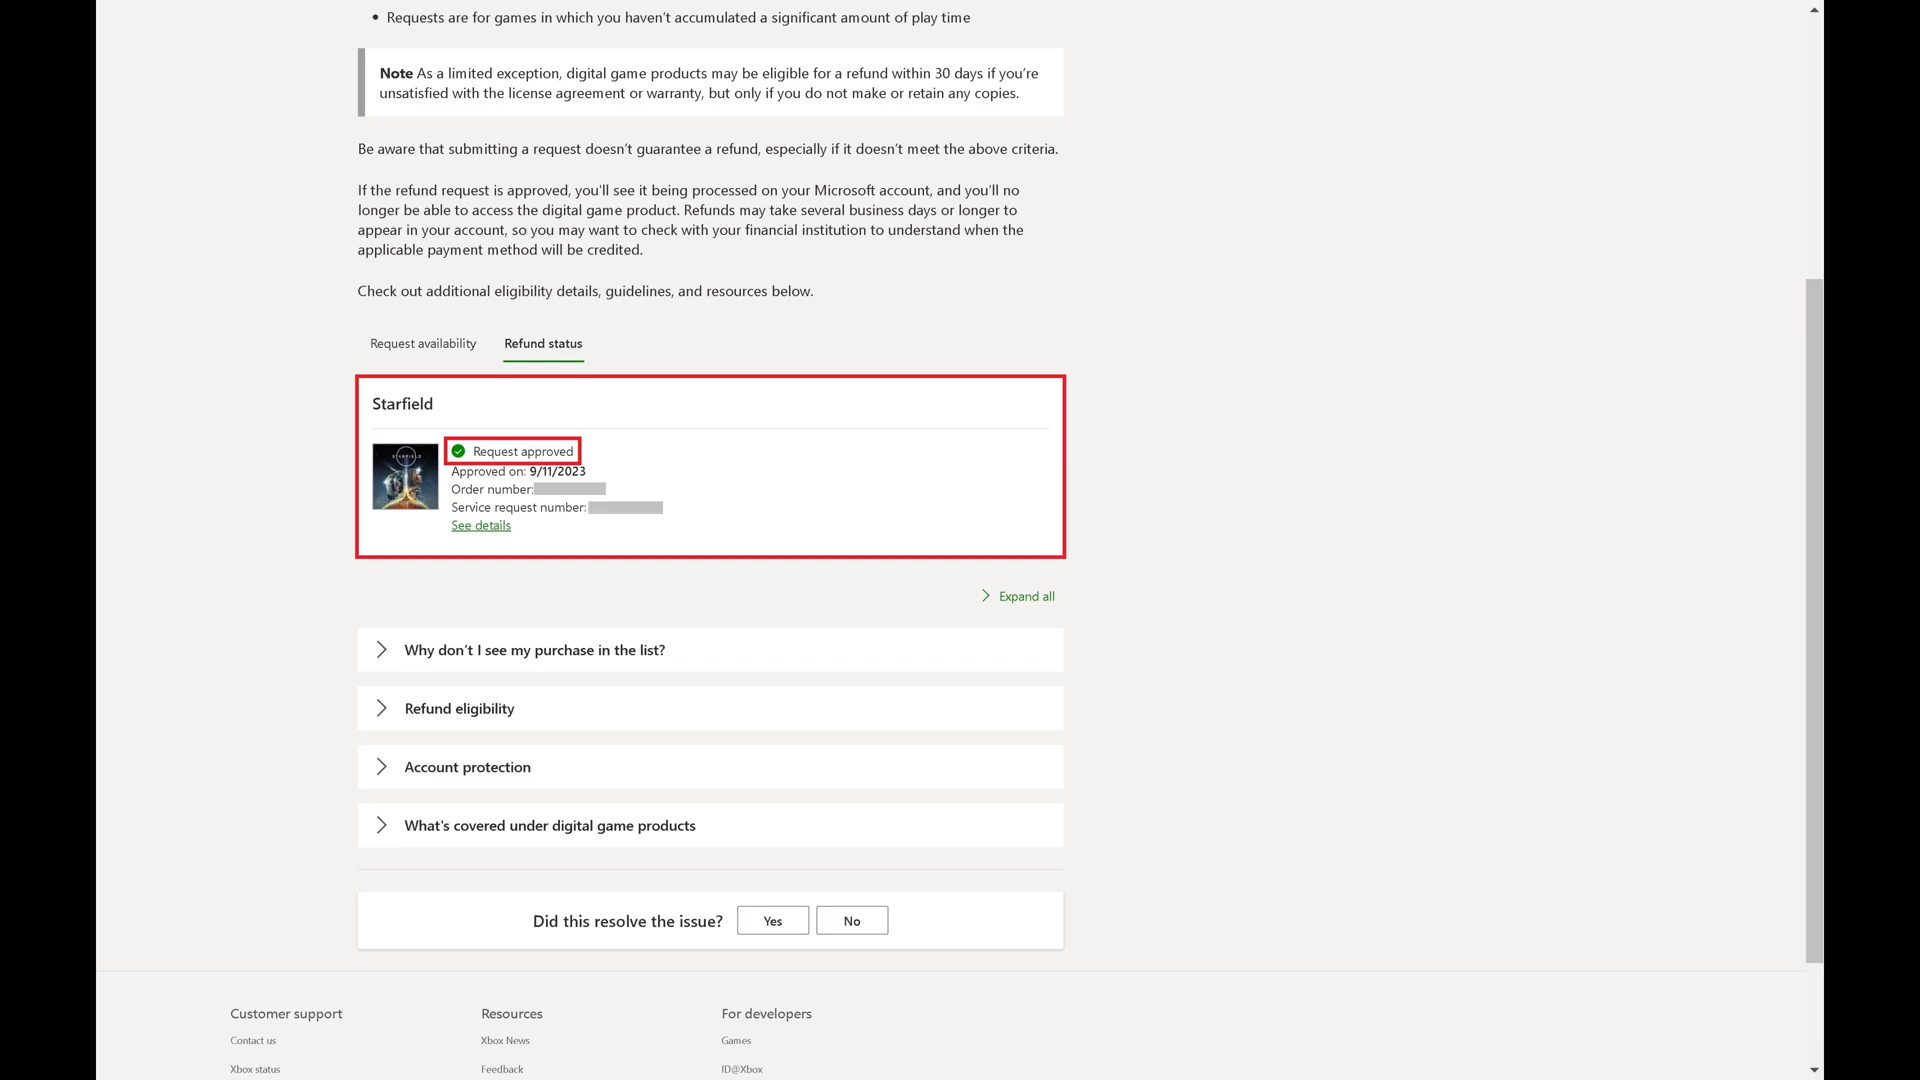 • Requests are for games in which you haven’t accumulated a significant amount of play time
Note As a limited exception, digital game products may be eligible for a refund within 30 days if you’re
unsatisfied with the license agreement or warranty, but only if you do not make or retain any copies.
Be aware that submitting a request doesn’t guarantee a refund, especially if it doesn’t meet the above criteria.
If the refund request is approved, you'll see it being processed on your Microsoft account, and you'll no
longer be able to access the digital game product. Refunds may take several business days or longer to
appear in your account, so you may want to check with your financial institution to understand when the
applicable payment method will be credited.
Check out additional eligibility details, guidelines, and resources below.
Request availability
Refund status
Starfield
STARFIELD
Request approved
Approved on: 9/11/2023
Order number:
Service request number:
See details
Expand all
Why don’t I see my purchase in the list?
Refund eligibility
Account protection
What's covered under digital game products
Did this resolve the issue?
Yes
No
Customer support
Resources
For developers
Contact us
Xbox News
Games
Xbox status
Feedback
ID@Xbox